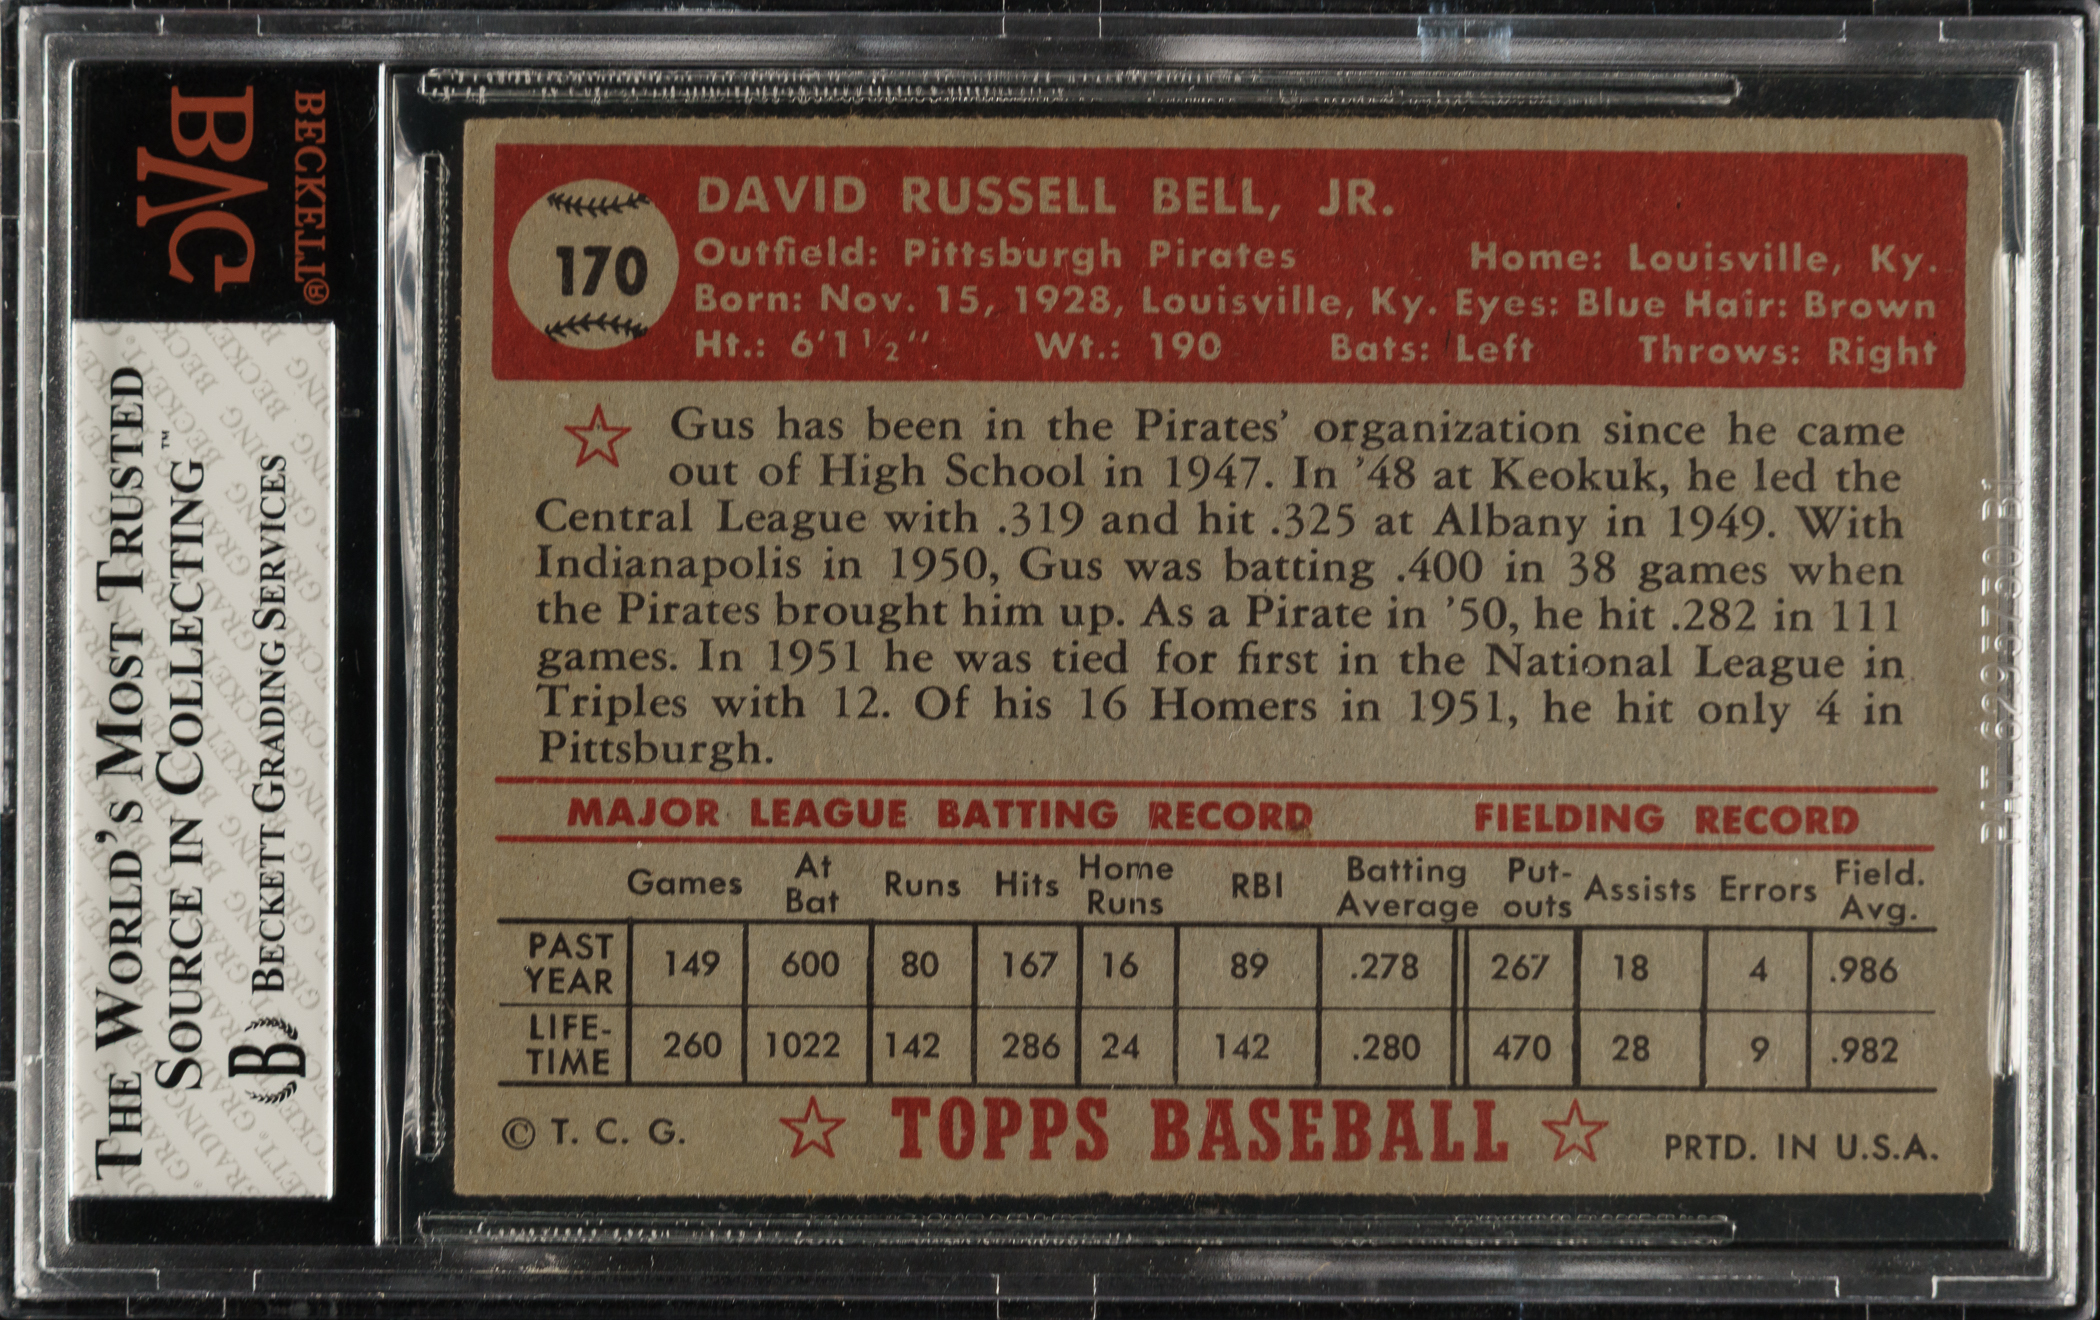 BECKETT®
BVG
THE WORLD'S MOST TRUSTED
SOURCE IN COLLECTING™
B BECKETT GRADING SERVICES
170
DAVID RUSSELL BELL, JR.
Outfield: Pittsburgh Pirates Home: Louisville, Ky.
Born: Nov. 15, 1928, Louisville, Ky. Eyes: Blue Hair: Brown
Ht.: 6'1 1/2" Wt.: 190 Bats: Left Throws: Right
Gus has been in the Pirates' organization since he came
out of High School in 1947. In '48 at Keokuk, he led the
Central League with .319 and hit .325 at Albany in 1949. With
Indianapolis in 1950, Gus was batting .400 in 38 games when
the Pirates brought him up. As a Pirate in '50, he hit .282 in 111
games. In 1951 he was tied for first in the National League in
Triples with 12. Of his 16 Homers in 1951, he hit only 4 in
Pittsburgh.
MAJOR LEAGUE BATTING RECORD FIELDING RECORD
Games At Bat Runs Hits Home Runs RBI Batting Average Put-outs Assists Errors Field. Avg.
PAST YEAR 149 600 80 167 16 89 .278 267 18 4 .986
LIFE-TIME 260 1022 142 286 24 142 .280 470 28 9 .982
© T. C. G. TOPPS BASEBALL PRTD. IN U.S.A.